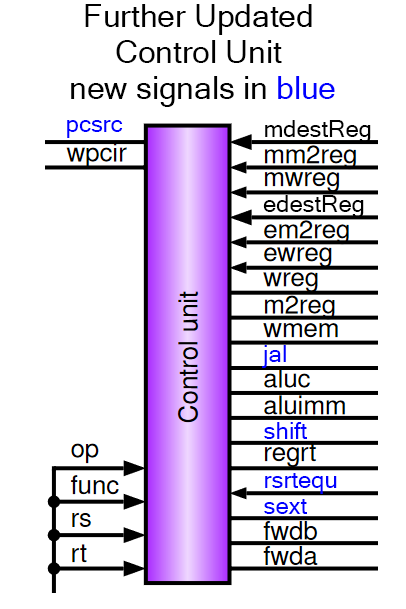 Further Updated
Control Unit
new signals in blue
pcsrc
wpcir
mdestReg
mm2reg
mwreg
edestReg
em2reg
ewreg
wreg
m2reg
wmem
jal
aluc
aluimm
shift
regrt
rsrtequ
sext
fwdb
fwda
Control unit
op
func
rs
rt